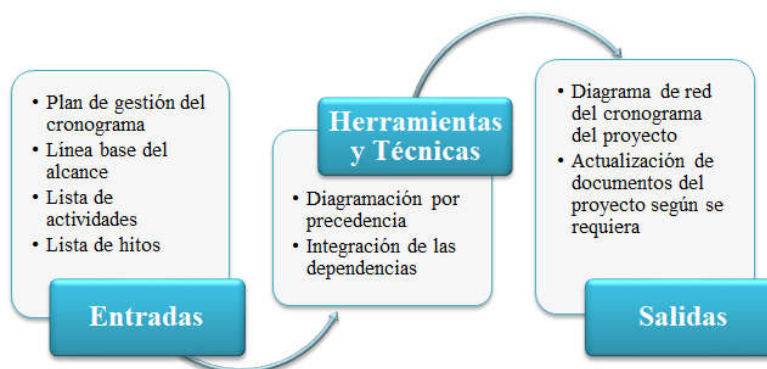 • Plan de gestión del
cronograma
• Línea base del
alcance
• Lista de
actividades
• Lista de hitos
Entradas
Herramientas
y Técnicas
• Diagramación por
precedencia
• Integración de las
dependencias
• Diagrama de red
del cronograma
del proyecto
• Actualización de
documentos del
proyecto según se
requiera
Salidas